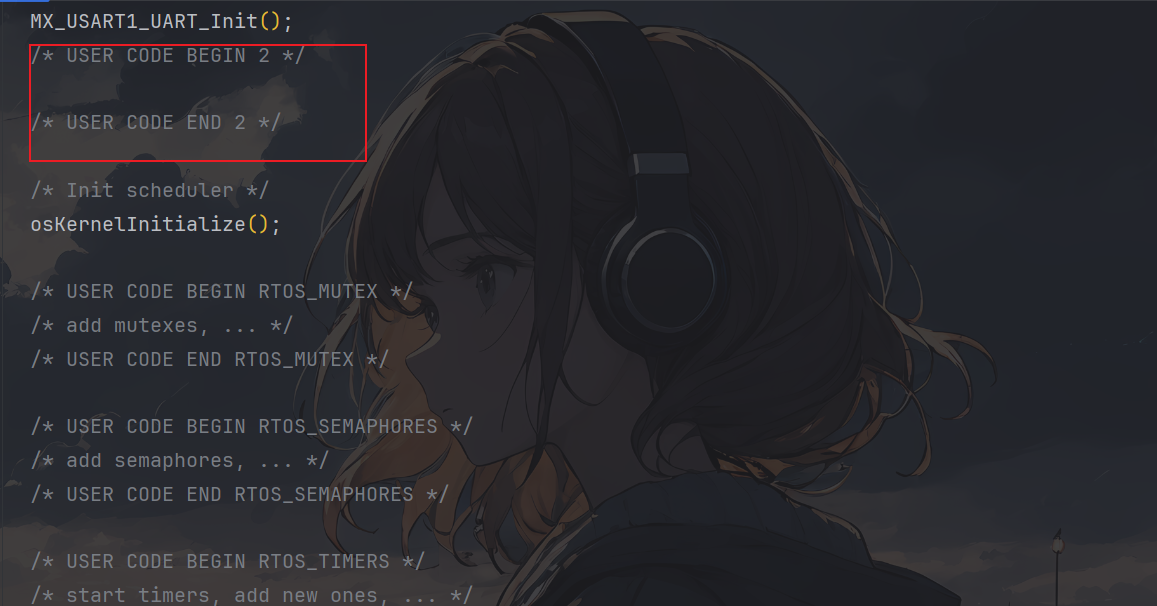 MX_USART1_UART_Init();
/* USER CODE BEGIN 2 */
/* USER CODE END 2 */
/* Init scheduler */
osKernelInitialize();
/* USER CODE BEGIN RTOS_MUTEX */
/* add mutexes, ... */
/* USER CODE END RTOS_MUTEX */
/* USER CODE BEGIN RTOS_SEMAPHORES */
/* add semaphores, ... */
/* USER CODE END RTOS_SEMAPHORES */
/* USER CODE BEGIN RTOS_TIMERS */
/* start timers, add new ones, ... */